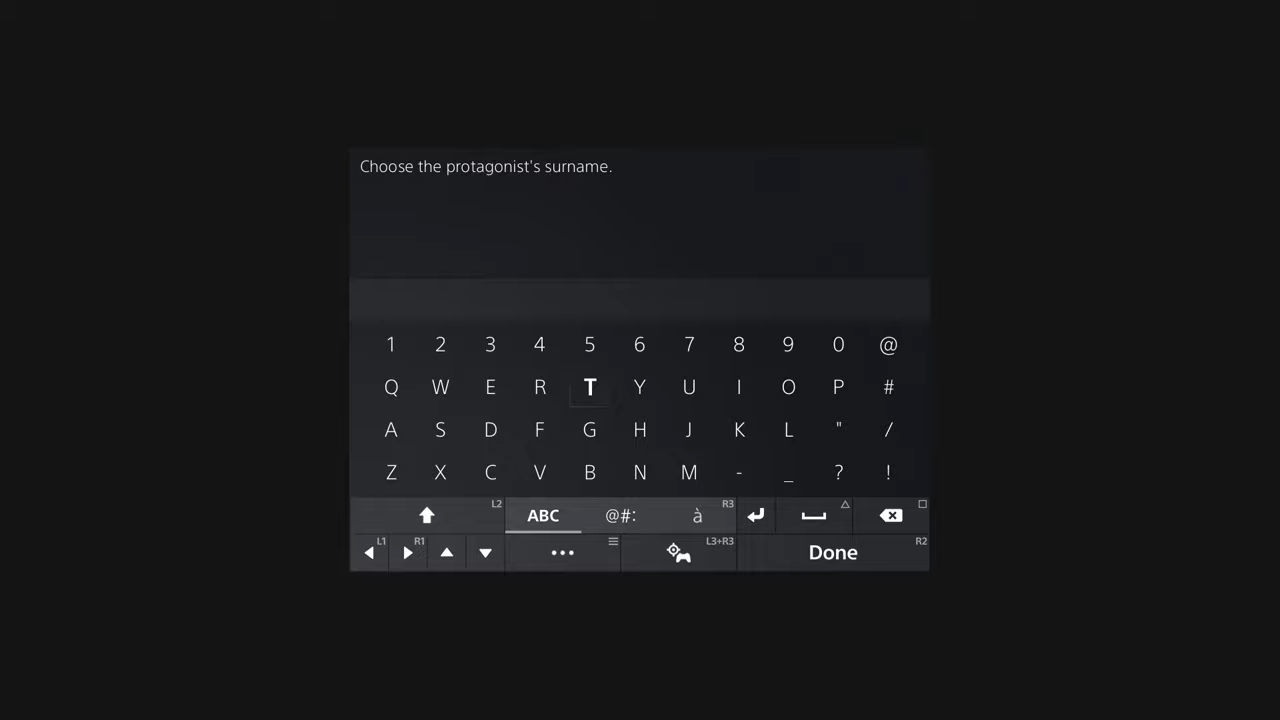 Choose the protagonist's surname.
1 2 3 4 5 6 7 8 9 0 @
Q W E R T Y U I O P #
A S D F G H J K L " /
Z X C V B N M - _ ? !
L2 ABC @#: à R3
L1 R1 ... L3+R3 Done R2